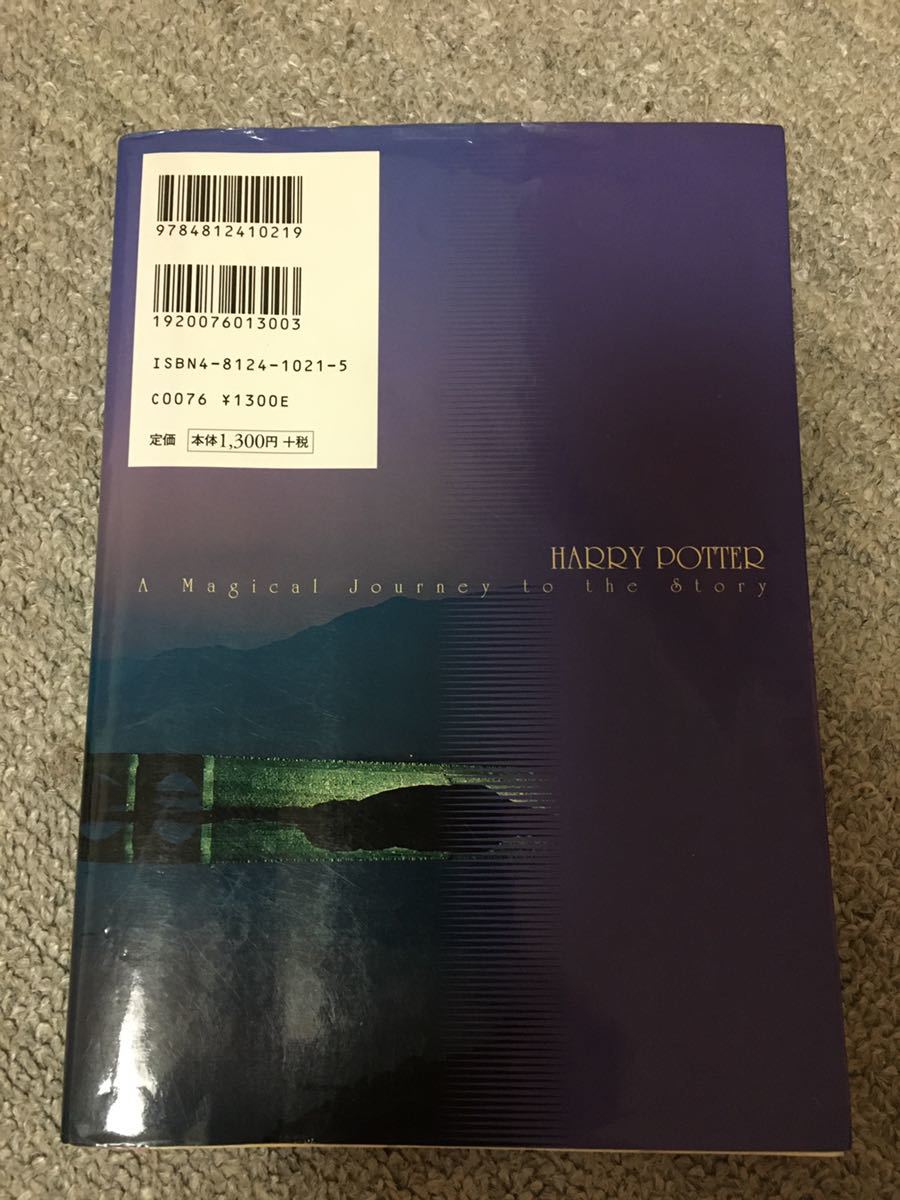 9784812410219
1920076013003
ISBN4-8124-1021-5
C0076 ¥1300E
定価 本体1,300円+税
HARRY POTTER
A Magical Journey to the Story